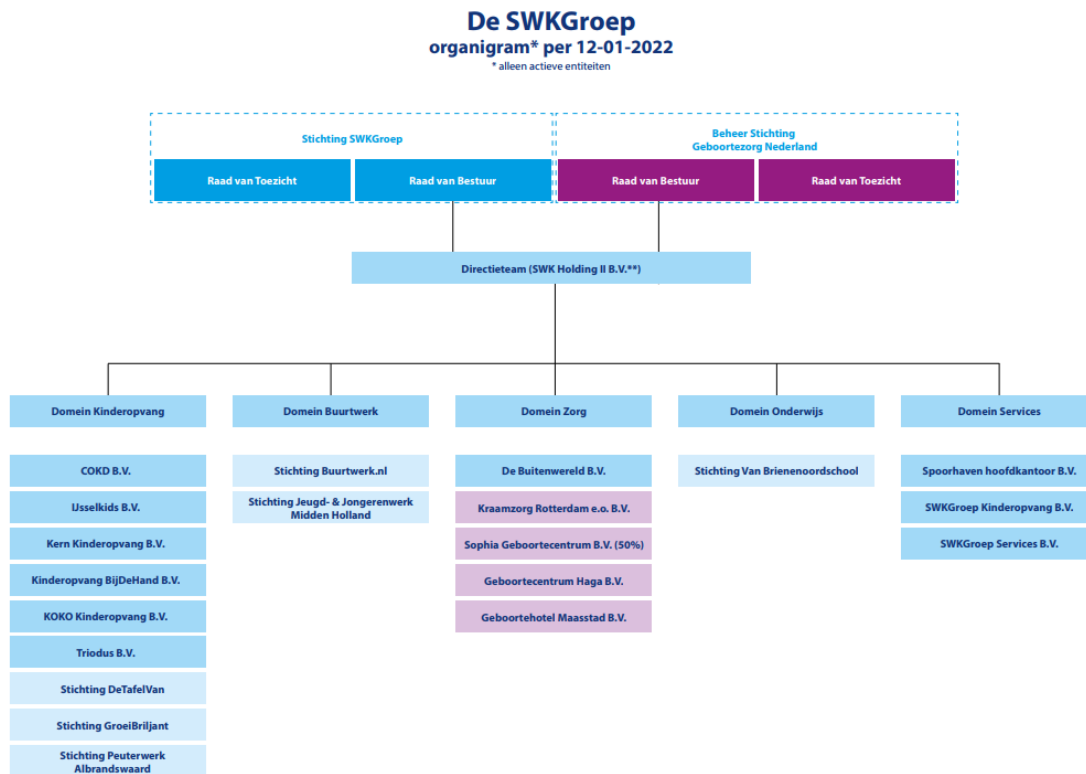 De SWKGroep
organigram* per 12-01-2022
* alleen actieve entiteiten
Stichting SWKGroep
Beheer Stichting
Geboortezorg Nederland
Raad van Toezicht
Raad van Bestuur
Raad van Bestuur
Raad van Toezicht
Directieteam (SWK Holding II B.V.**)
Domein Kinderopvang
Domein Buurtwerk
Domein Zorg
Domein Onderwijs
Domein Services
COKD B.V.
IJsselkids B.V.
Kern Kinderopvang B.V.
Kinderopvang BijDeHand B.V.
KOKO Kinderopvang B.V.
Triodus B.V.
Stichting DeTafelVan
Stichting GroeiBriljant
Stichting Peuterwerk
Albrandswaard
Stichting Buurtwerk.nl
Stichting Jeugd- & Jongerenwerk
Midden Holland
De Buitenwereld B.V.
Kraamzorg Rotterdam e.o. B.V.
Sophia Geboortecentrum B.V. (50%)
Geboortecentrum Haga B.V.
Geboortehotel Maasstad B.V.
Stichting Van Brienenoordschool
Spoorhaven hoofdkantoor B.V.
SWKGroep Kinderopvang B.V.
SWKGroep Services B.V.